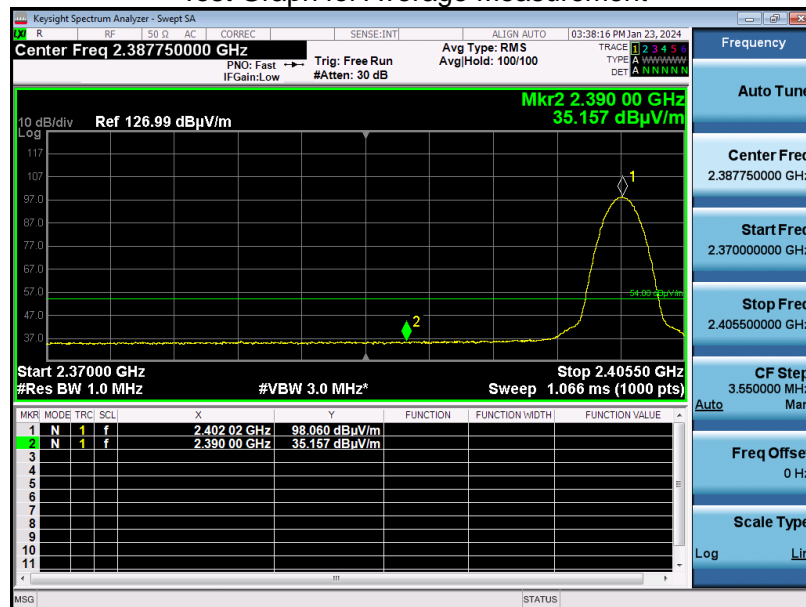 Test Graph for Average Measurement
Keysight Spectrum Analyzer - Swept SA
LXI R RF 50 Ω AC CORREC SENSE:INT ALIGN AUTO 03:38:16 PM Jan 23, 2024
Center Freq 2.387750000 GHz
PNO: Fast
IFGain:Low
Trig: Free Run
#Atten: 30 dB
Avg Type: RMS
Avg|Hold: 100/100
TRACE 1 2 3 4 5 6
TYPE A WWWWW
DET A N N N N N
Mkr2 2.390 00 GHz
35.157 dBµV/m
10 dB/div Ref 126.99 dBµV/m
Log
117
107
97.0
87.0
77.0
67.0
57.0
47.0
37.0
1
54.00 dBµV/m
2
Start 2.37000 GHz Stop 2.40550 GHz
#Res BW 1.0 MHz #VBW 3.0 MHz* Sweep 1.066 ms (1000 pts)
MKR MODE TRC SCL X Y FUNCTION FUNCTION WIDTH FUNCTION VALUE
1 N 1 f 2.402 02 GHz 98.060 dBµV/m
2 N 1 f 2.390 00 GHz 35.157 dBµV/m
3
4
5
6
7
8
9
10
11
MSG STATUS
Frequency
Auto Tune
Center Freq
2.387750000 GHz
Start Freq
2.370000000 GHz
Stop Freq
2.405500000 GHz
CF Step
3.550000 MHz
Auto Man
Freq Offset
0 Hz
Scale Type
Log Lin